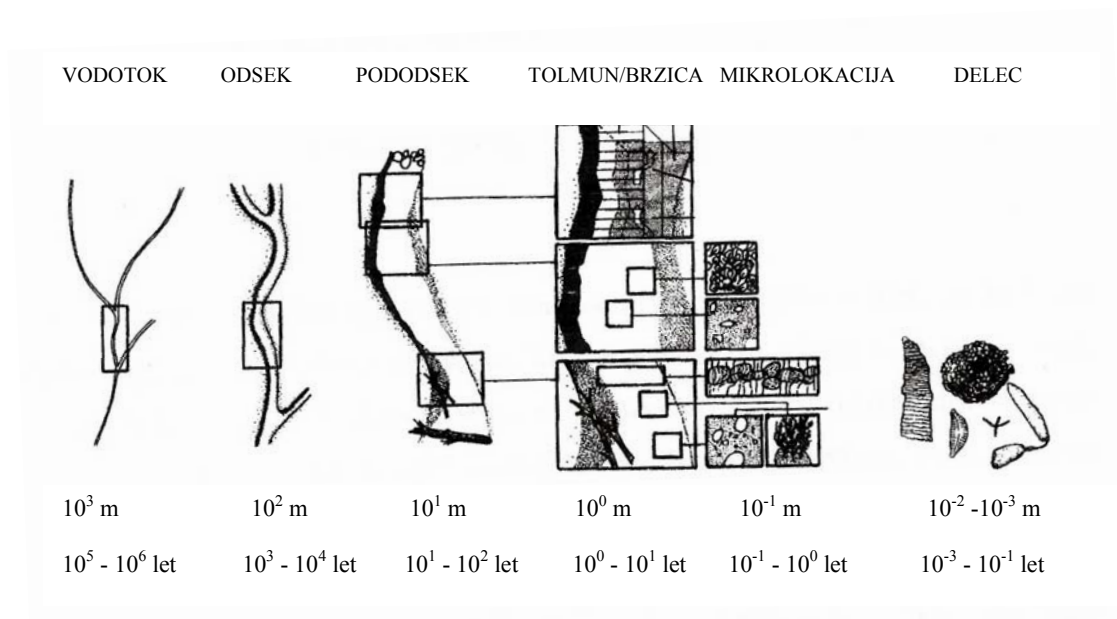 VODOTOK ODSEK PODODSEK TOLMUN/BRZICA MIKROLOKACIJA DELEC
10³ m 10² m 10¹ m 10⁰ m 10⁻¹ m 10⁻² -10⁻³ m
10⁵ - 10⁶ let 10³ - 10⁴ let 10¹ - 10² let 10⁰ - 10¹ let 10⁻¹ - 10⁰ let 10⁻³ - 10⁻¹ let